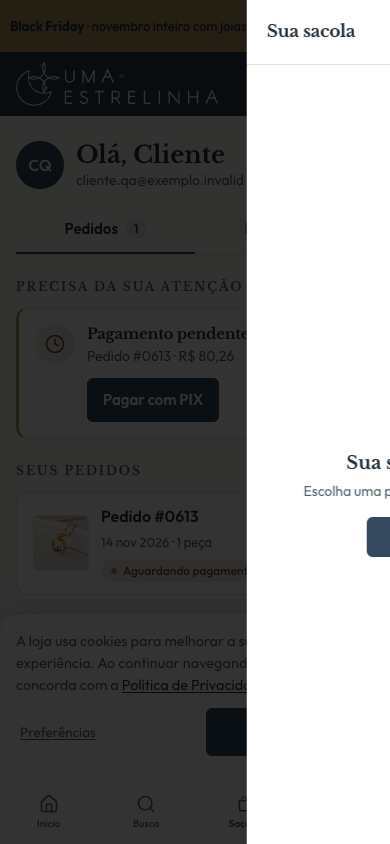 Black Friday · novembro inteiro com joias
UMA
ESTRELINHA
Sua sacola
CQ
Olá, Cliente
cliente.qa@exemplo.invalid
Pedidos 1
PRECISA DA SUA ATENÇÃO
Pagamento pendente
Pedido #0613 · R$ 80,26
Pagar com PIX
SEUS PEDIDOS
Pedido #0613
14 nov 2026 · 1 peça
Aguardando pagament
Sua s
Escolha uma p
A loja usa cookies para melhorar a su
experiência. Ao continuar navegand
concorda com a Política de Privacid
Preferências
Início
Busca
Sac